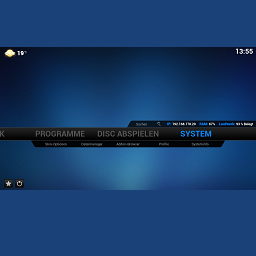 19°
13:55
Suchen
IP: 192.168.178.26 RAM: 67% Laufwerk: 93 % Belegt
K PROGRAMME DISC ABSPIELEN SYSTEM
Skin-Optionen Dateimanager Addon-Browser Profile Systeminfo